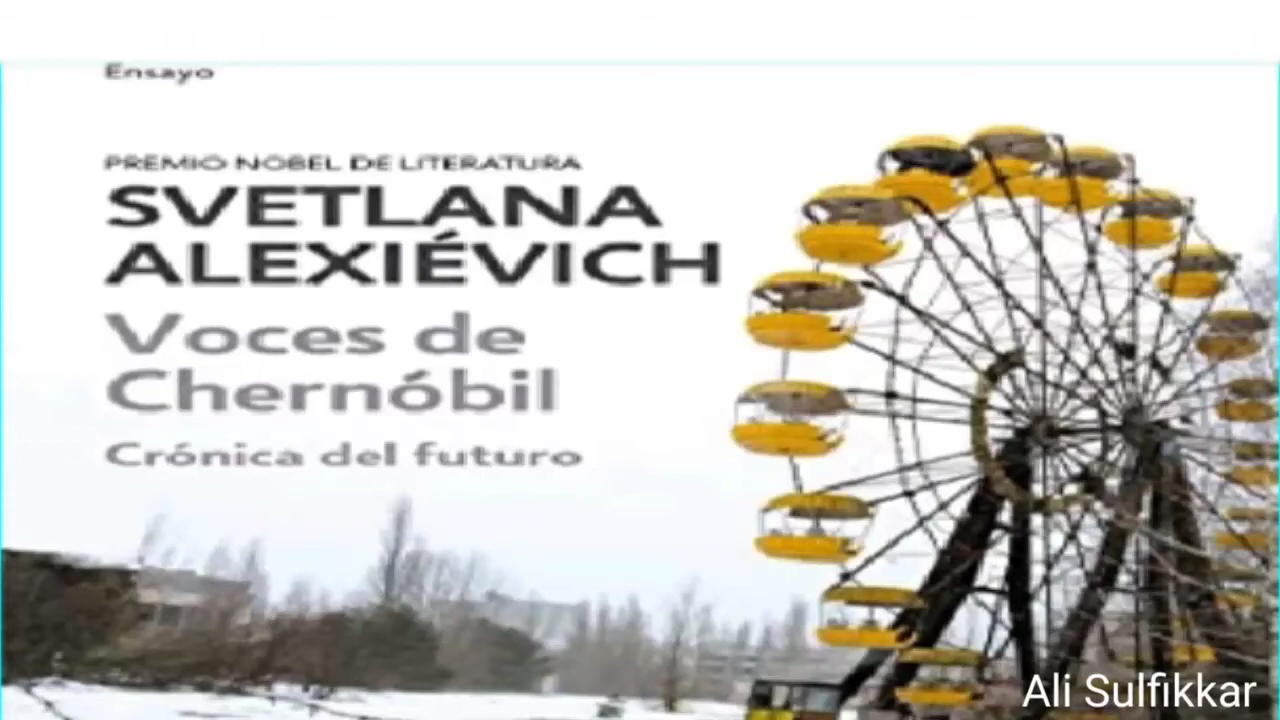 Ensayo
PREMIO NOBEL DE LITERATURA
SVETLANA
ALEXIÉVICH
Voces de
Chernóbil
Crónica del futuro
Ali Sulfikkar